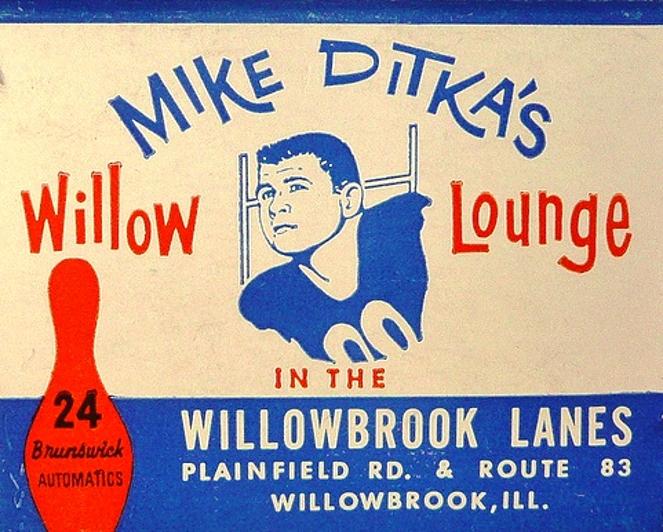 MIKE DITKA'S
Willow Lounge
IN THE
WILLOWBROOK LANES
PLAINFIELD RD. & ROUTE 83
WILLOWBROOK, ILL.
24
Brunswick
AUTOMATICS